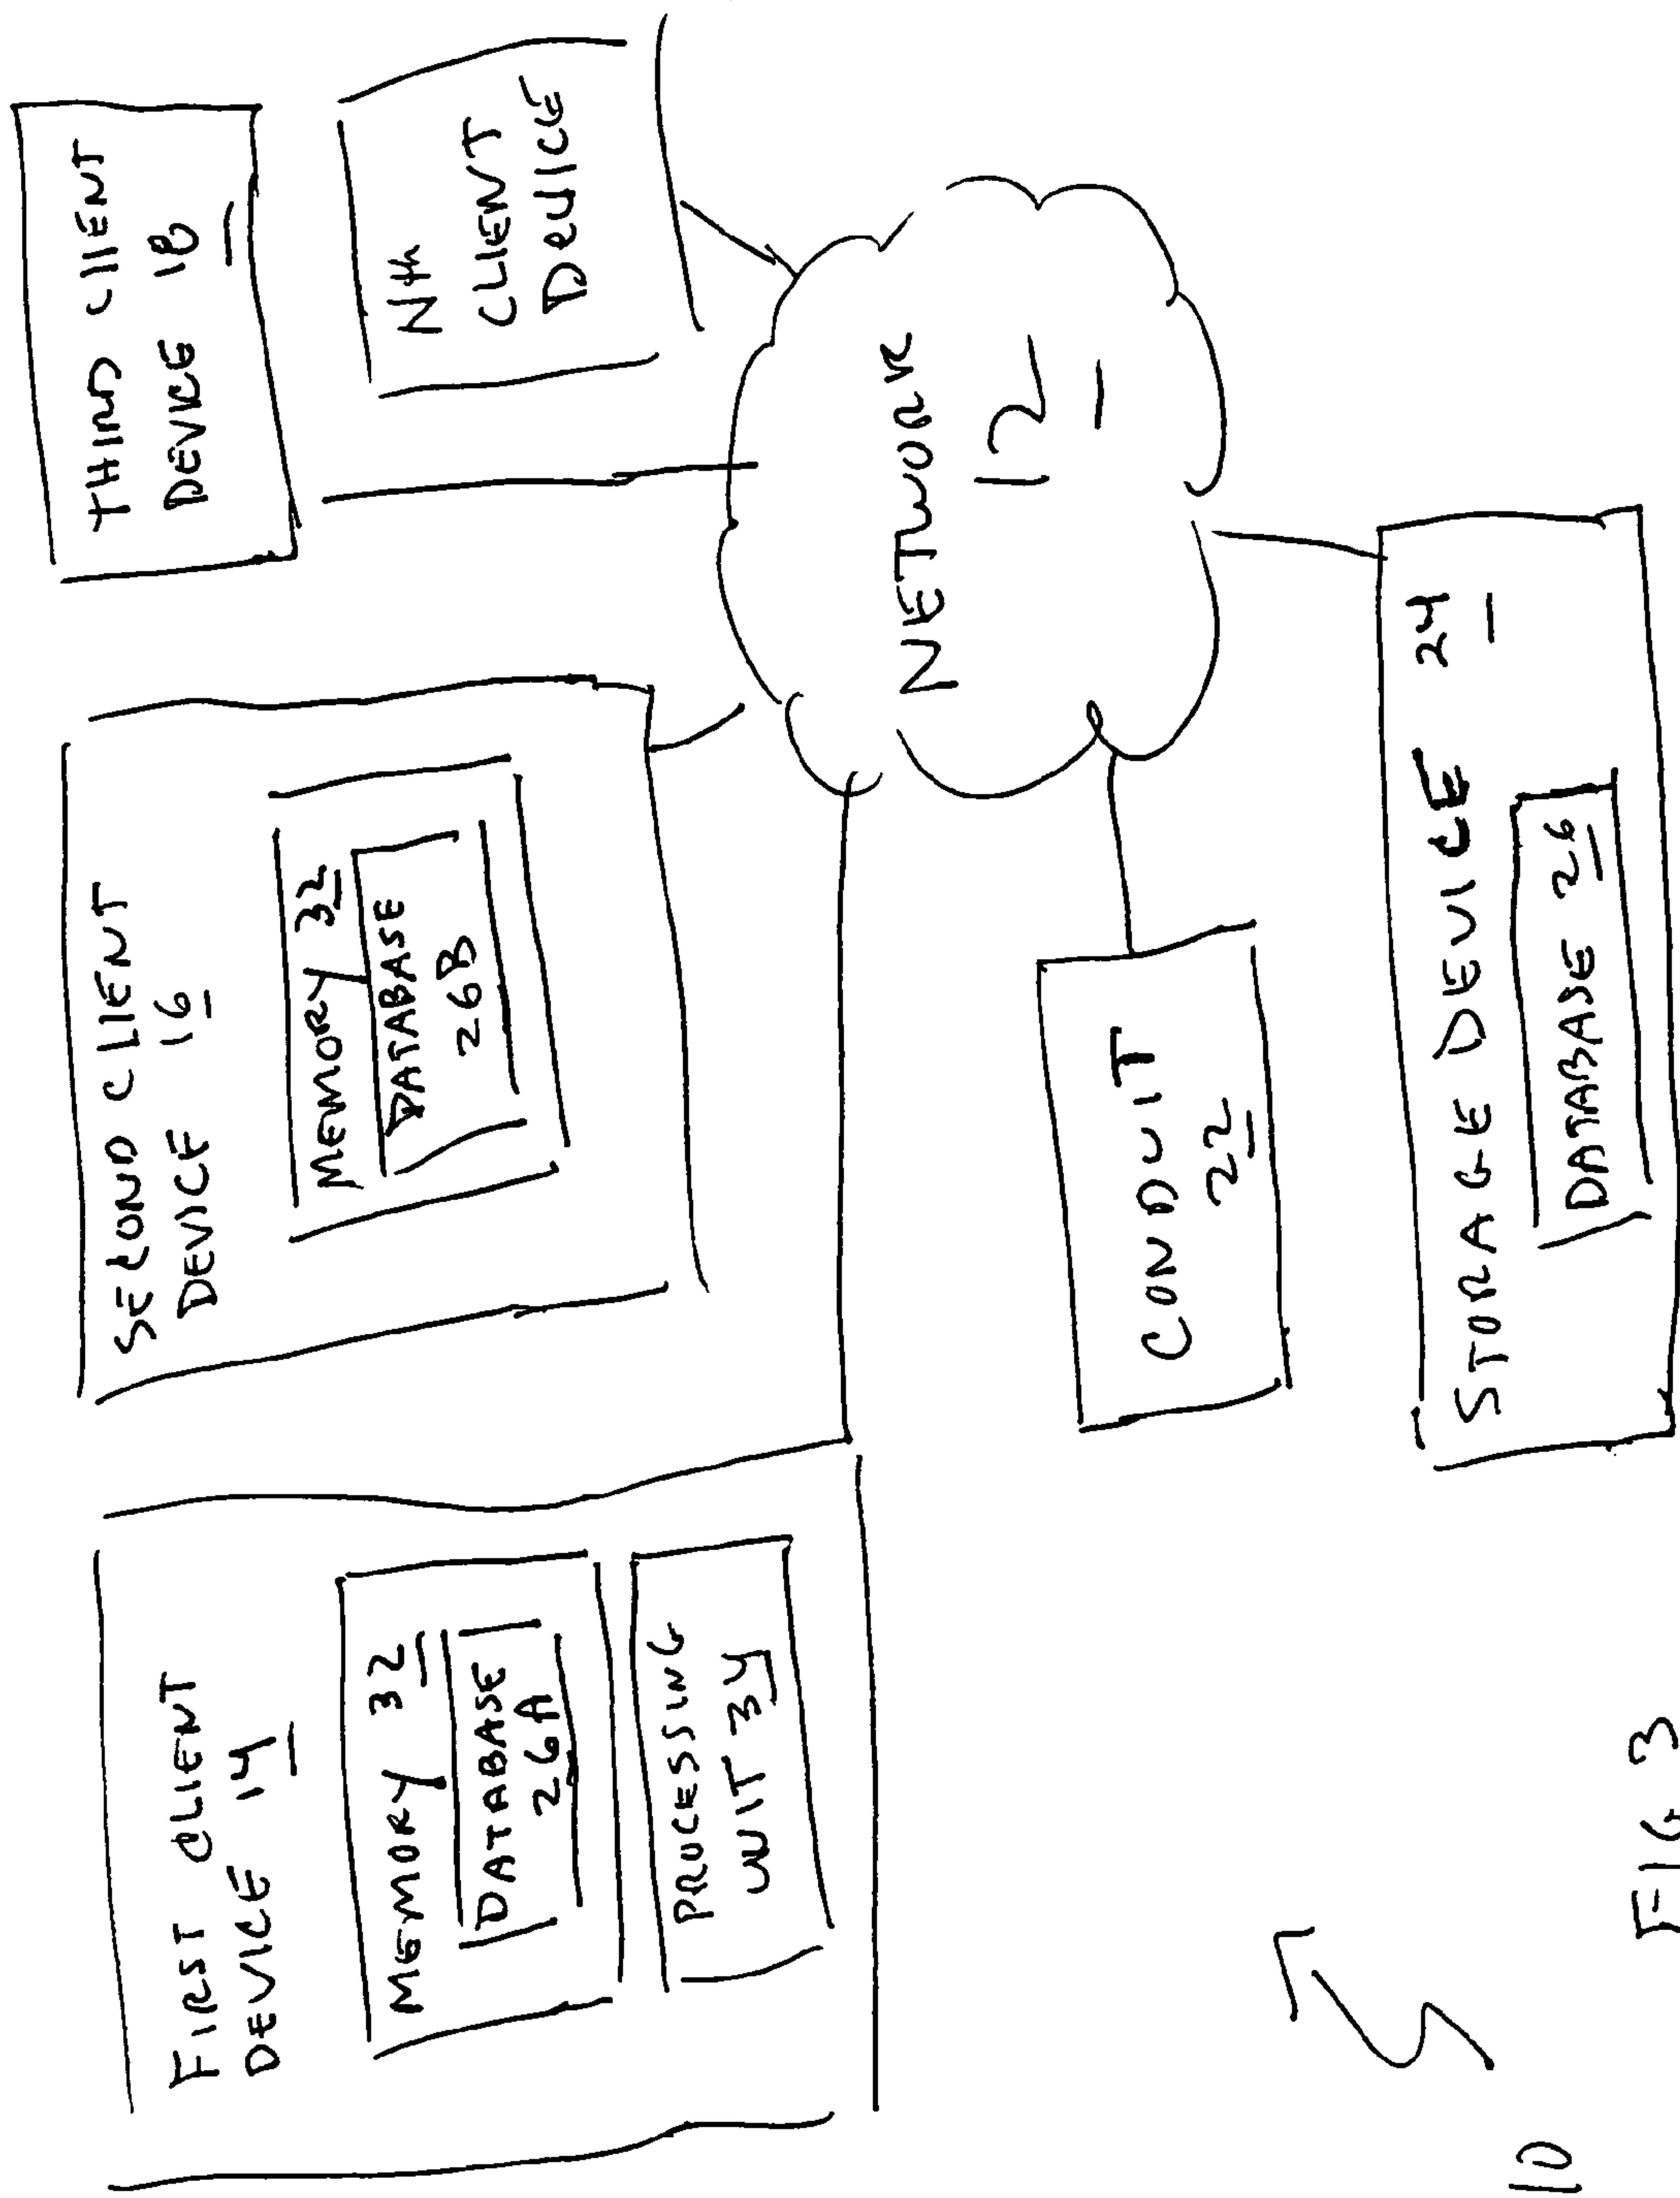 FIRST CLIENT
DEVICE 14
MEMORY 32
DATABASE
26A
PROCESSING
UNIT 34
SECOND CLIENT
DEVICE 16
MEMORY 32
DATABASE
26B
THIRD CLIENT
DEVICE 18
Nth
CLIENT
DEVICE
NETWORK
12
CONDUIT
22
STORAGE DEVICE 24
DATABASE 26
10
FIG 3